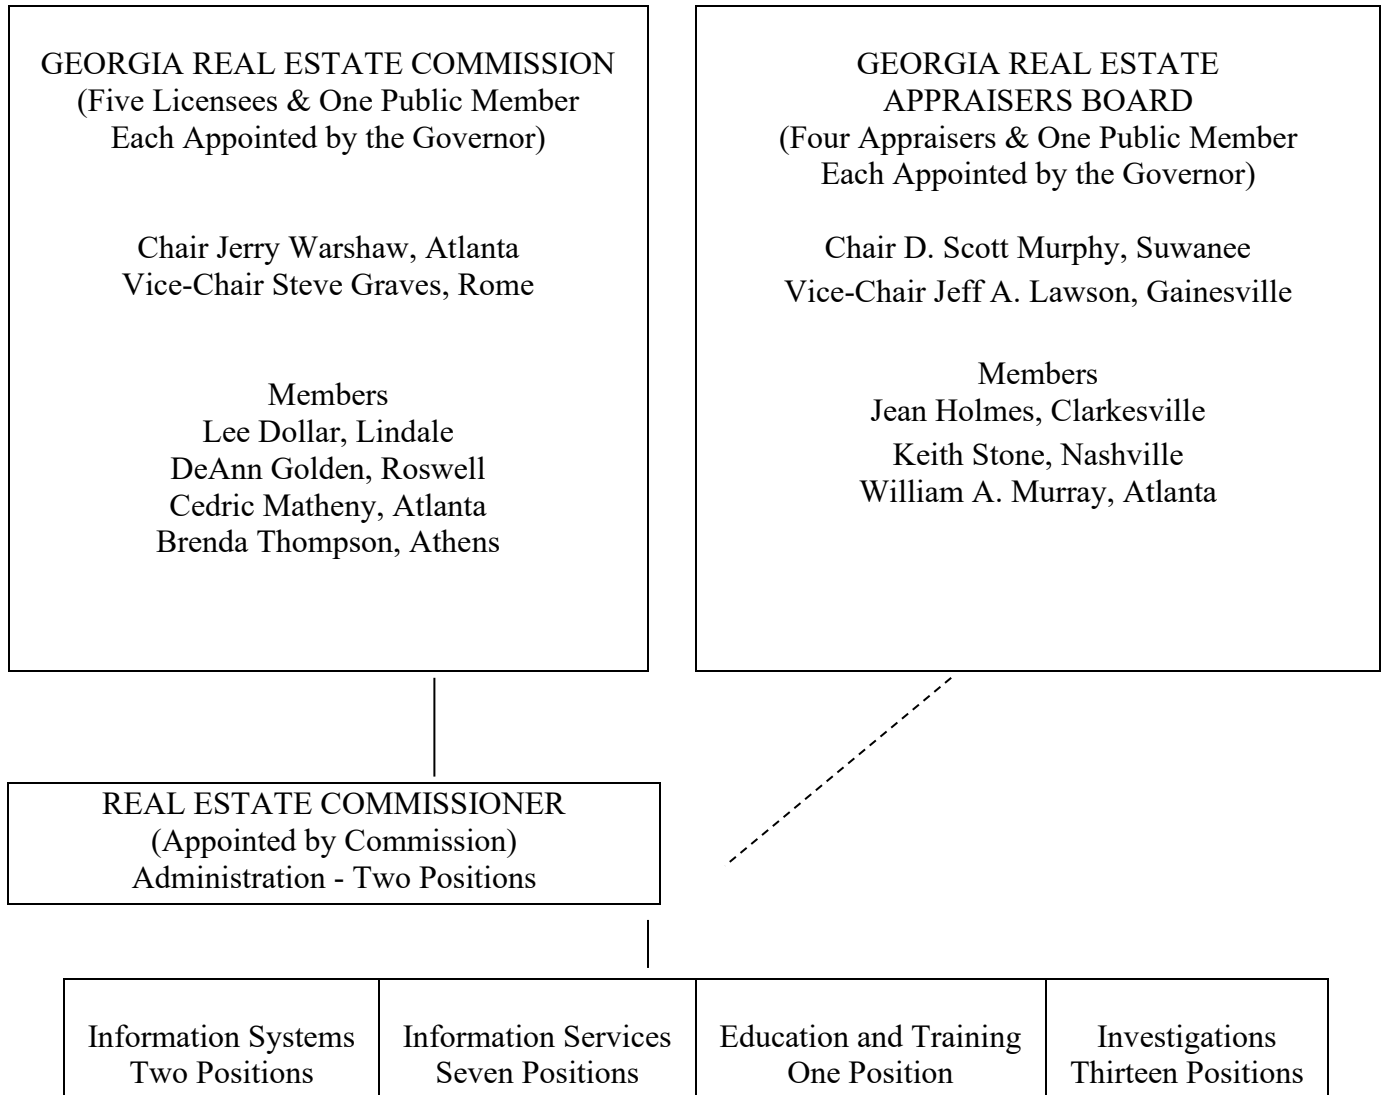 GEORGIA REAL ESTATE COMMISSION
(Five Licensees & One Public Member
Each Appointed by the Governor)
Chair Jerry Warshaw, Atlanta
Vice-Chair Steve Graves, Rome
Members
Lee Dollar, Lindale
DeAnn Golden, Roswell
Cedric Matheny, Atlanta
Brenda Thompson, Athens
GEORGIA REAL ESTATE
APPRAISERS BOARD
(Four Appraisers & One Public Member
Each Appointed by the Governor)
Chair D. Scott Murphy, Suwanee
Vice-Chair Jeff A. Lawson, Gainesville
Members
Jean Holmes, Clarkesville
Keith Stone, Nashville
William A. Murray, Atlanta
REAL ESTATE COMMISSIONER
(Appointed by Commission)
Administration - Two Positions
Information Systems
Two Positions
Information Services
Seven Positions
Education and Training
One Position
Investigations
Thirteen Positions